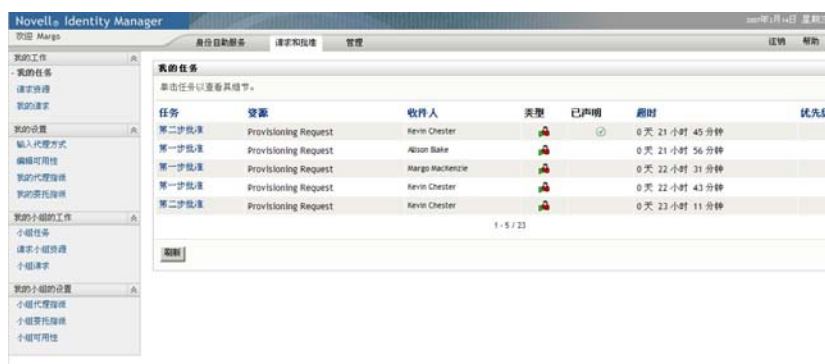 Novell® Identity Manager
欢迎 Margo
身份自助服务 请求和批准 管理 注销 帮助
我的工作
我的任务
请求资源
我的请求
我的设置
输入代理方式
编辑可用性
我的代理指派
我的委托指派
我的小组的工作
小组任务
请求小组资源
小组请求
我的小组的设置
小组代理指派
小组委托指派
小组可用性
我的任务
单击任务以查看其细节。
任务 资源 收件人 类型 已声明 超时
第二步批准 Provisioning Request Kevin Chester 0 天 21 小时 45 分钟
第一步批准 Provisioning Request Alison Blake 0 天 21 小时 56 分钟
第一步批准 Provisioning Request Margo MacKenzie 0 天 22 小时 31 分钟
第一步批准 Provisioning Request Kevin Chester 0 天 22 小时 43 分钟
第二步批准 Provisioning Request Kevin Chester 0 天 23 小时 11 分钟
1 - 5 / 23
刷新